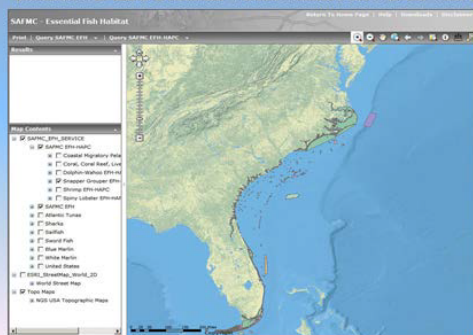 SAFMC - Essential Fish Habitat
Return To Home Page | Help | Downloads | Disclaimer
Print | Query SAFMC EFH | Query SAFMC EFH-HAPC
Results
Map Contents
SAFMC_EFH_SERVICE
SAFMC EFH-HAPC
Coastal Migratory Pela
Coral, Coral Reef, Live
Dolphin-Wahoo EFH-H
Snapper Grouper EFH-
Shrimp EFH-HAPC
Spiny Lobster EFH-HA
SAFMC EFH
Atlantic Tunas
Sharks
Sailfish
Sword Fish
Blue Marlin
White Marlin
United States
ESRI_StreetMap_World_2D
World Street Map
Topo Maps
NGS USA Topographic Maps